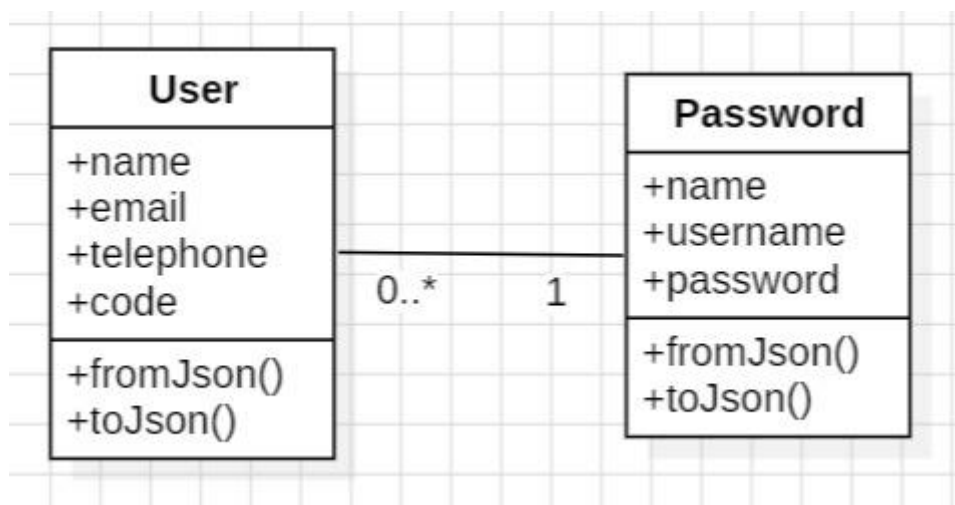 User
+name
+email
+telephone
+code
+fromJson()
+toJson()
0..*
1
Password
+name
+username
+password
+fromJson()
+toJson()